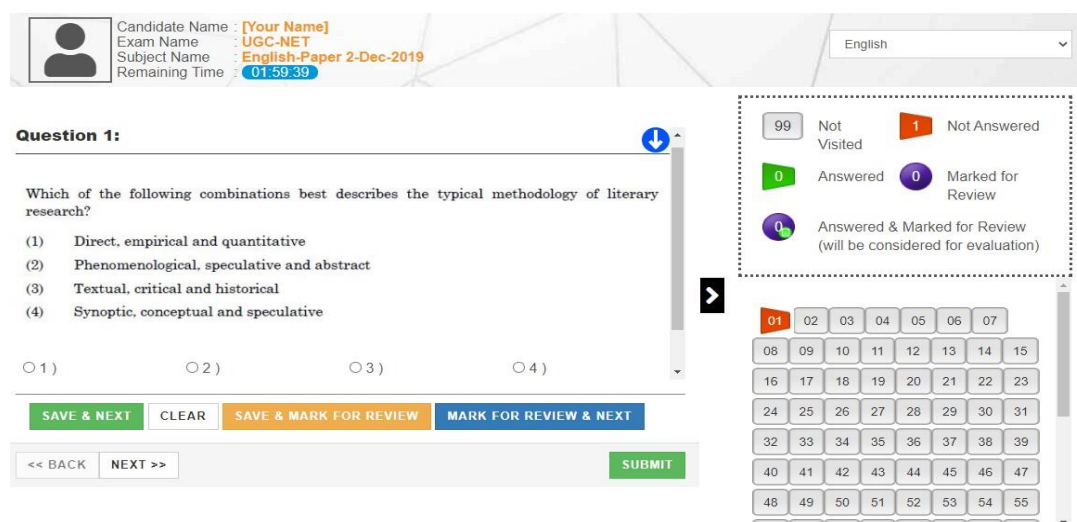 Candidate Name : [Your Name]
Exam Name : UGC-NET
Subject Name : English-Paper 2-Dec-2019
Remaining Time : 01:59:39
English
Question 1:
Which of the following combinations best describes the typical methodology of literary
research?
(1) Direct, empirical and quantitative
(2) Phenomenological, speculative and abstract
(3) Textual, critical and historical
(4) Synoptic, conceptual and speculative
1 ) 2 ) 3 ) 4 )
SAVE & NEXT CLEAR SAVE & MARK FOR REVIEW MARK FOR REVIEW & NEXT
<< BACK NEXT >> SUBMIT
99 Not Visited 1 Not Answered
0 Answered 0 Marked for Review
0 Answered & Marked for Review
(will be considered for evaluation)
01 02 03 04 05 06 07
08 09 10 11 12 13 14 15
16 17 18 19 20 21 22 23
24 25 26 27 28 29 30 31
32 33 34 35 36 37 38 39
40 41 42 43 44 45 46 47
48 49 50 51 52 53 54 55